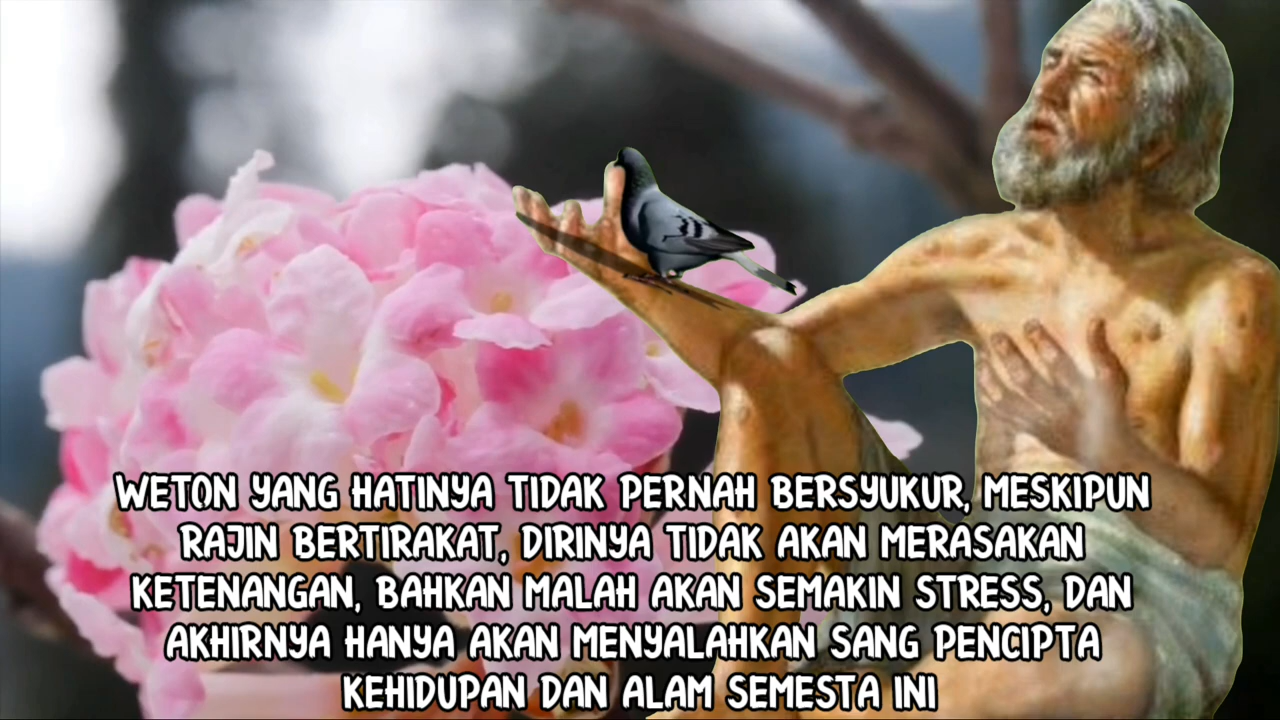 WETON YANG HATINYA TIDAK PERNAH BERSYUKUR, MESKIPUN
RAJIN BERTIRAKAT, DIRINYA TIDAK AKAN MERASAKAN
KETENANGAN, BAHKAN MALAH AKAN SEMAKIN STRESS, DAN
AKHIRNYA HANYA AKAN MENYALAHKAN SANG PENCIPTA
KEHIDUPAN DAN ALAM SEMESTA INI